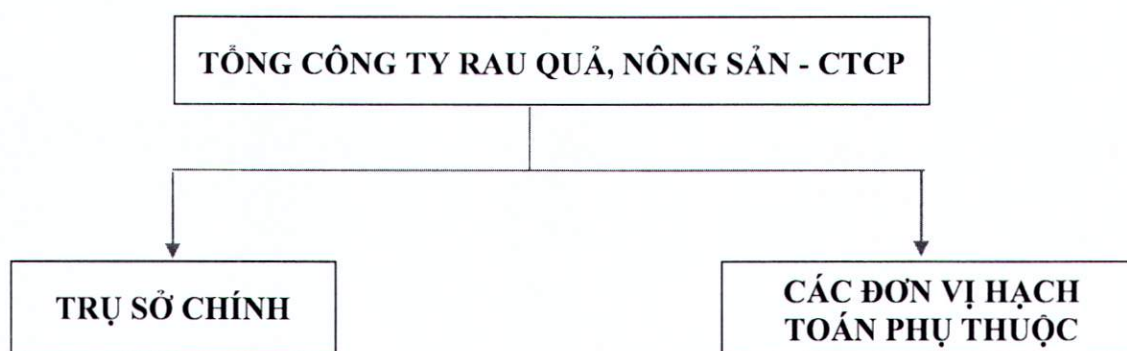 TỔNG CÔNG TY RAU QUẢ, NÔNG SẢN - CTCP
TRỤ SỞ CHÍNH
CÁC ĐƠN VỊ HẠCH
TOÁN PHỤ THUỘC